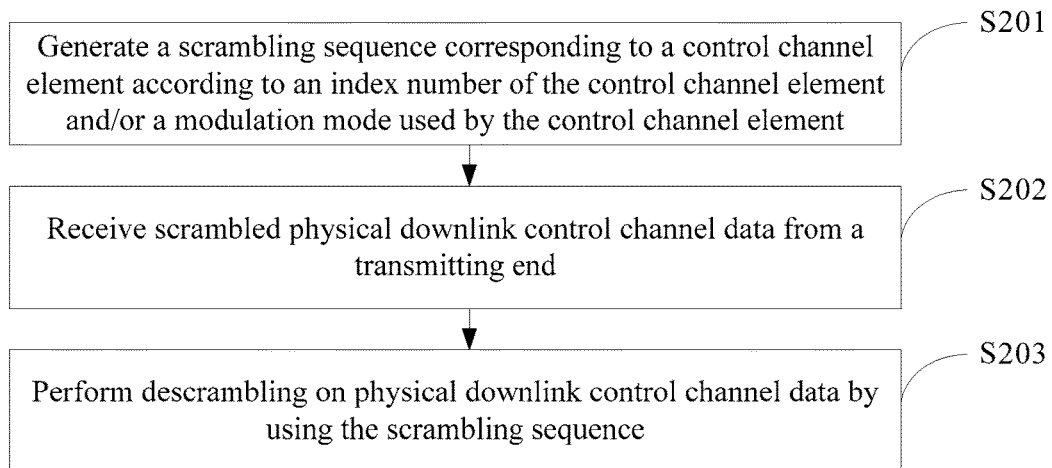 S201
Generate a scrambling sequence corresponding to a control channel
element according to an index number of the control channel element
and/or a modulation mode used by the control channel element
S202
Receive scrambled physical downlink control channel data from a
transmitting end
S203
Perform descrambling on physical downlink control channel data by
using the scrambling sequence